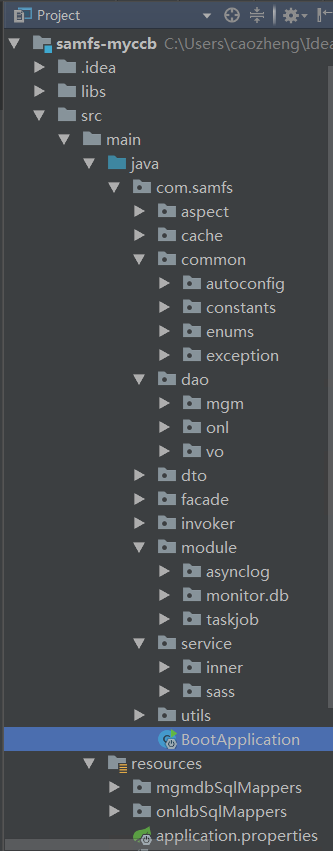 Project
samfs-myccb C:\Users\caozheng\Idea
.idea
libs
src
main
java
com.samfs
aspect
cache
common
autoconfig
constants
enums
exception
dao
mgm
onl
vo
dto
facade
invoker
module
asynclog
monitor.db
taskjob
service
inner
sass
utils
BootApplication
resources
mgmdbSqlMappers
onldbSqlMappers
application.properties